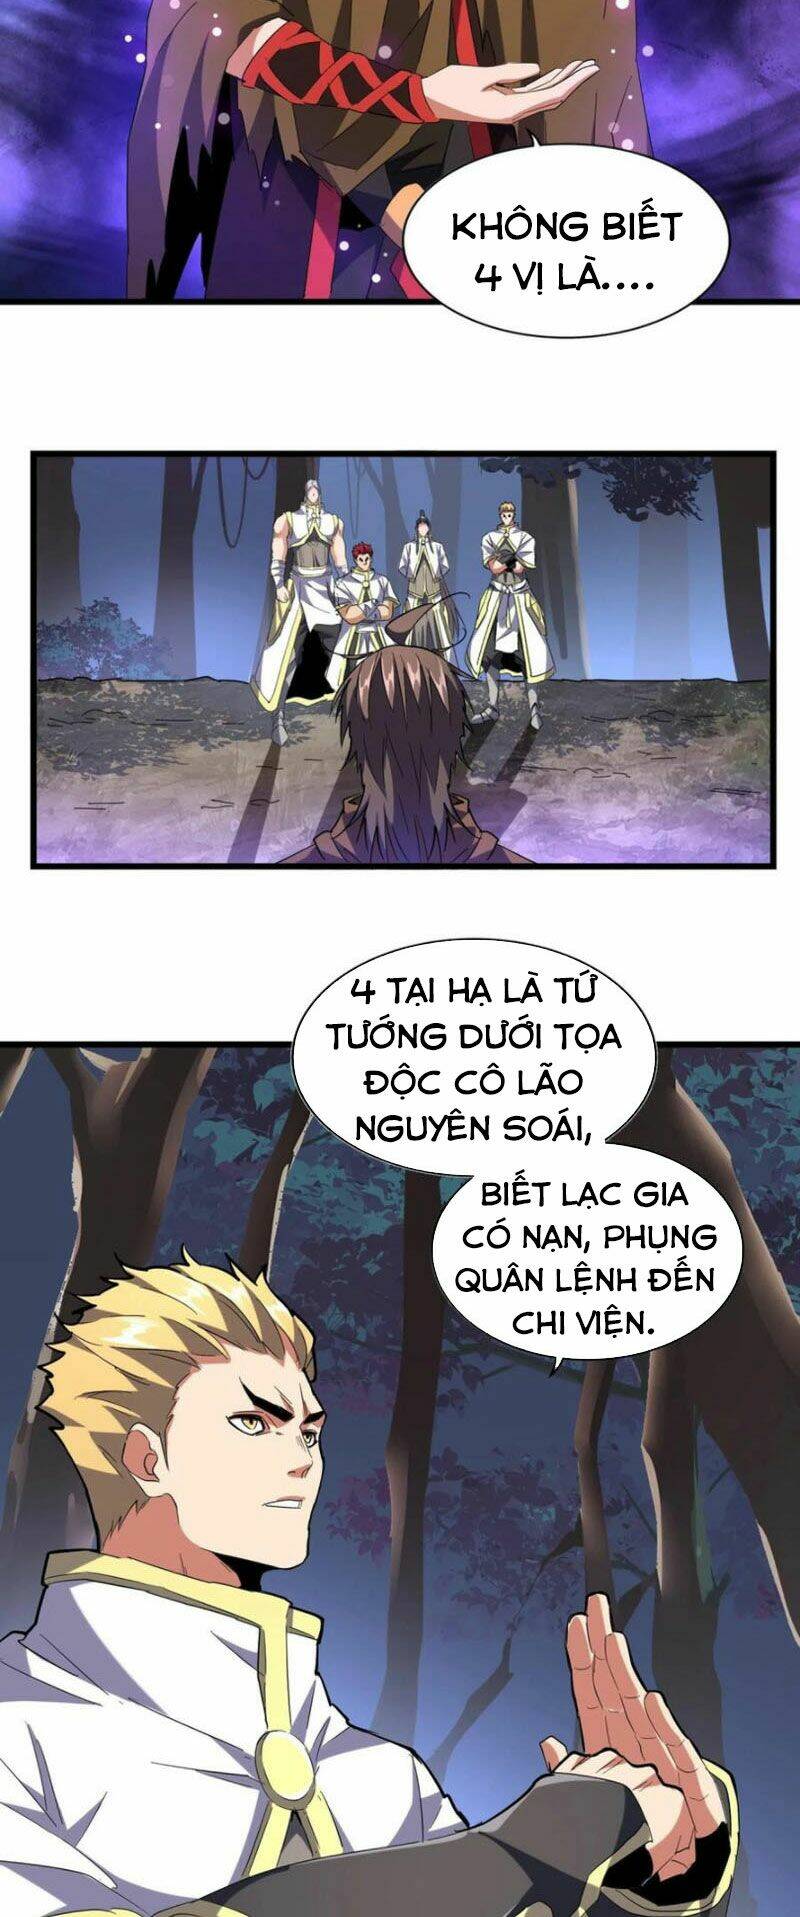 KHÔNG BIẾT
4 VỊ LÀ....
4 TẠI HẠ LÀ TỨ
TƯỚNG DƯỚI TỌA
ĐỘC CÔ LÃO
NGUYÊN SOÁI,
BIẾT LẠC GIA
CÓ NẠN, PHỤNG
QUÂN LỆNH ĐẾN
CHI VIỆN.